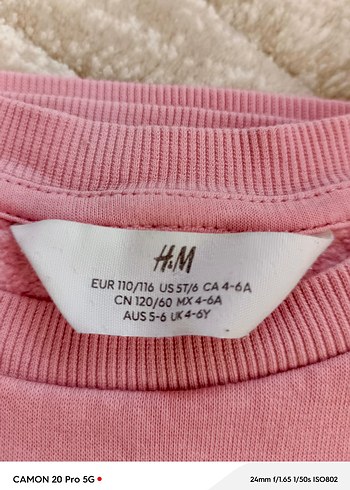 H&M
EUR 110/116 US 5T/6 CA 4-6A
CN 120/60 MX 4-6A
AUS 5-6 UK 4-6Y
CAMON 20 Pro 5G
24mm f/1.65 1/50s ISO802